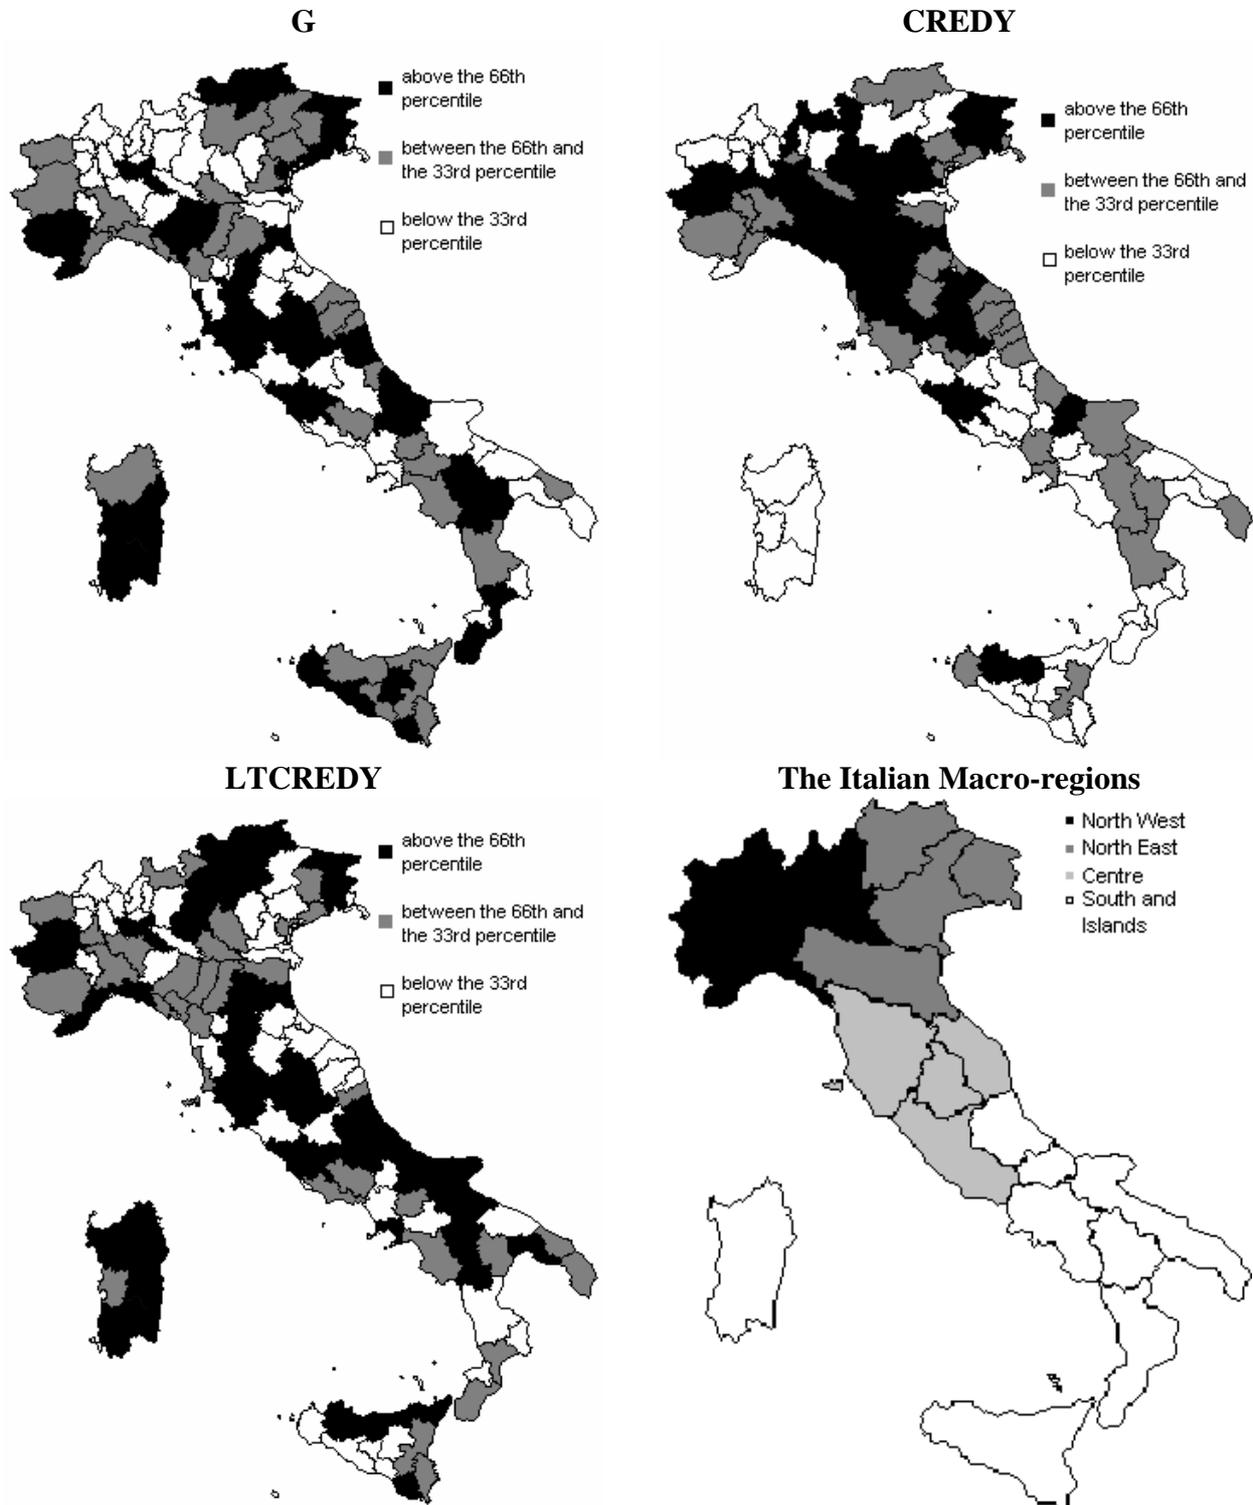 G
above the 66th
percentile
between the 66th and
the 33rd percentile
below the 33rd
percentile
CREDY
above the 66th
percentile
between the 66th and
the 33rd percentile
below the 33rd
percentile
LTCREDY
above the 66th
percentile
between the 66th and
the 33rd percentile
below the 33rd
percentile
The Italian Macro-regions
North West
North East
Centre
South and
Islands